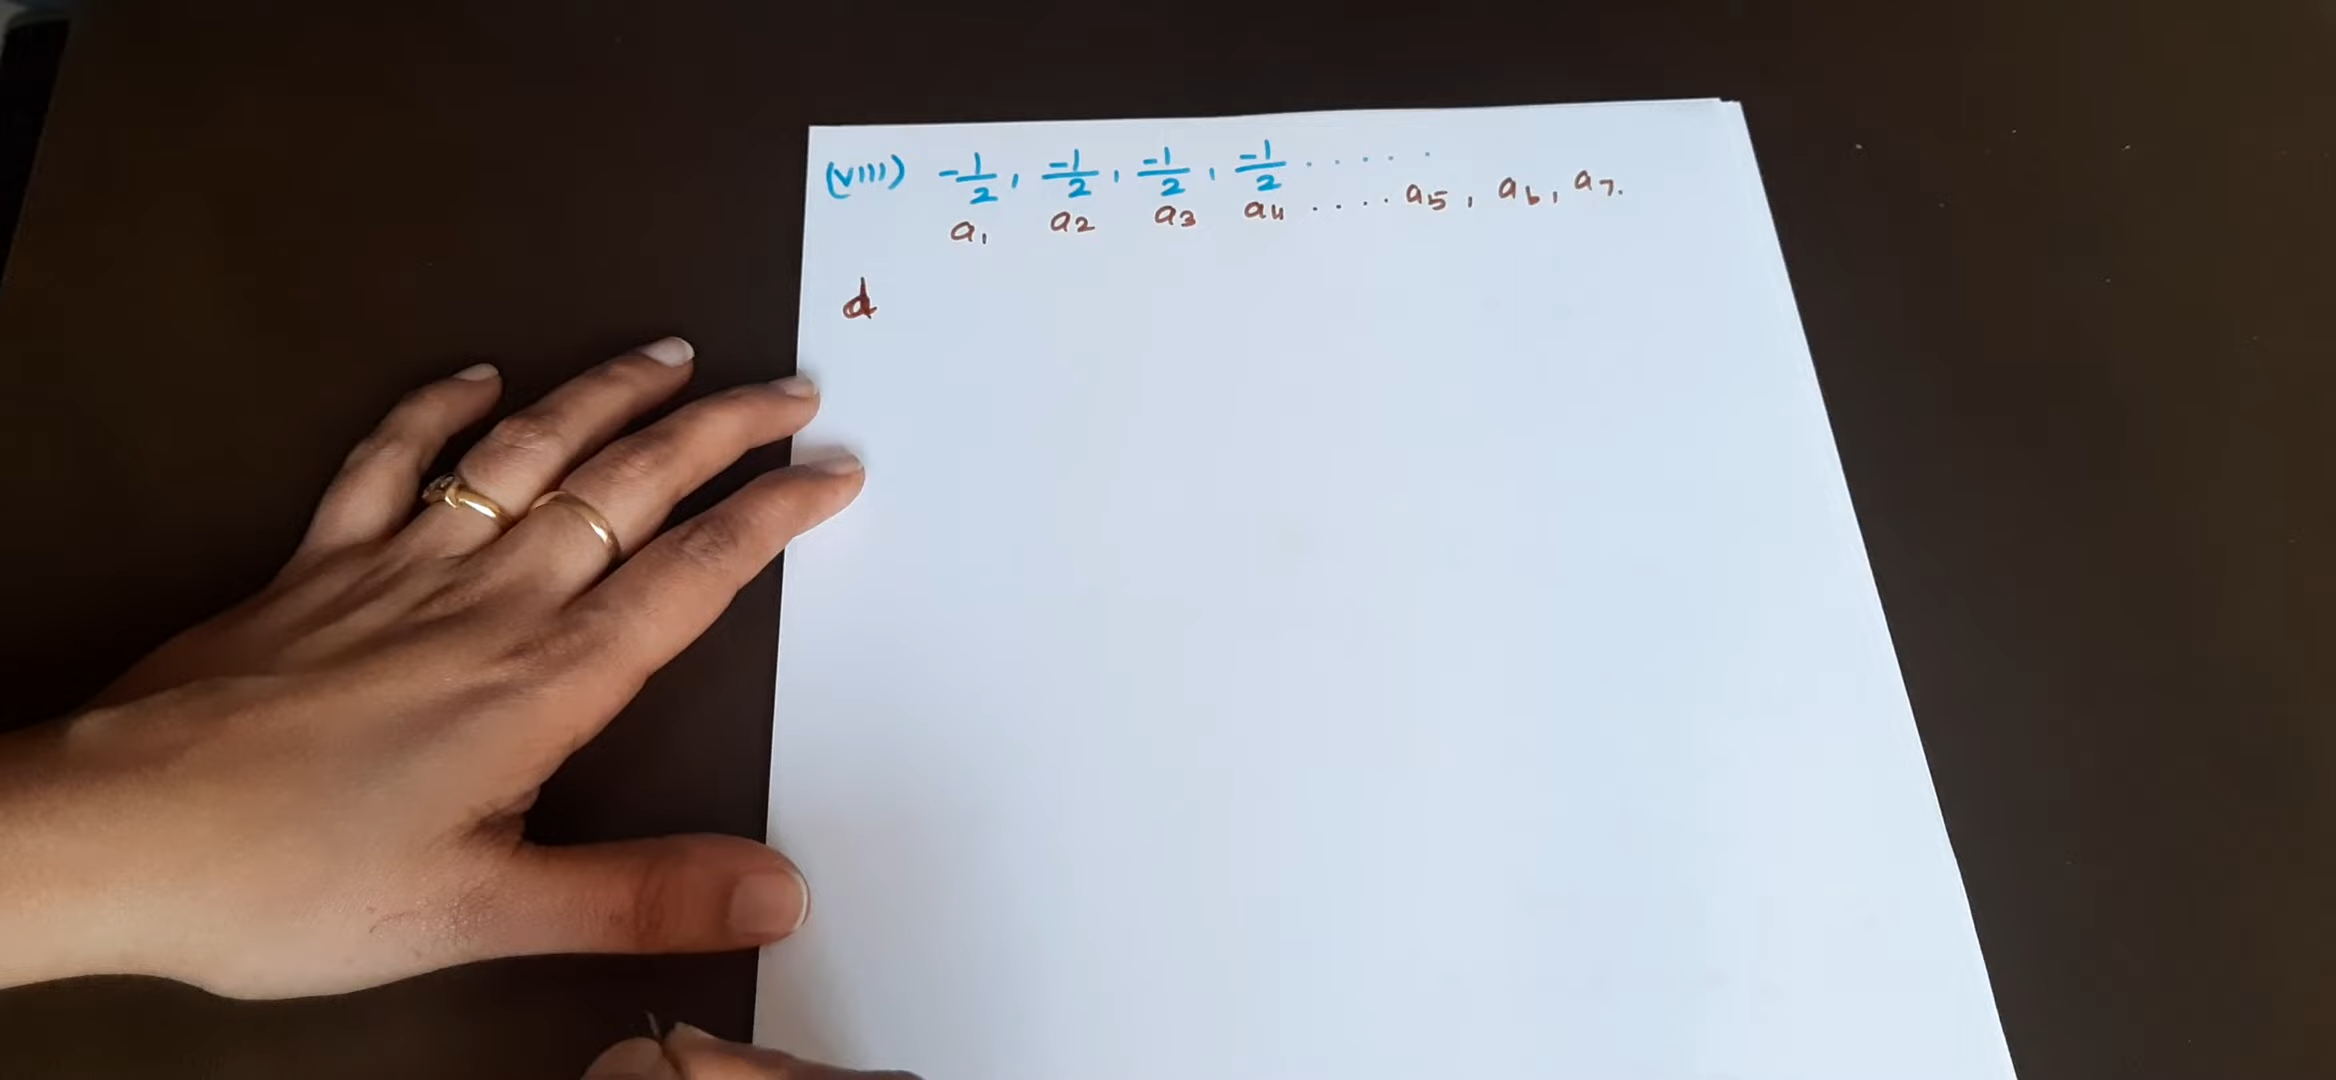 (viii) -1/2, -1/2, -1/2, -1/2 .....
a1 a2 a3 a4 .... a5, a6, a7.
d